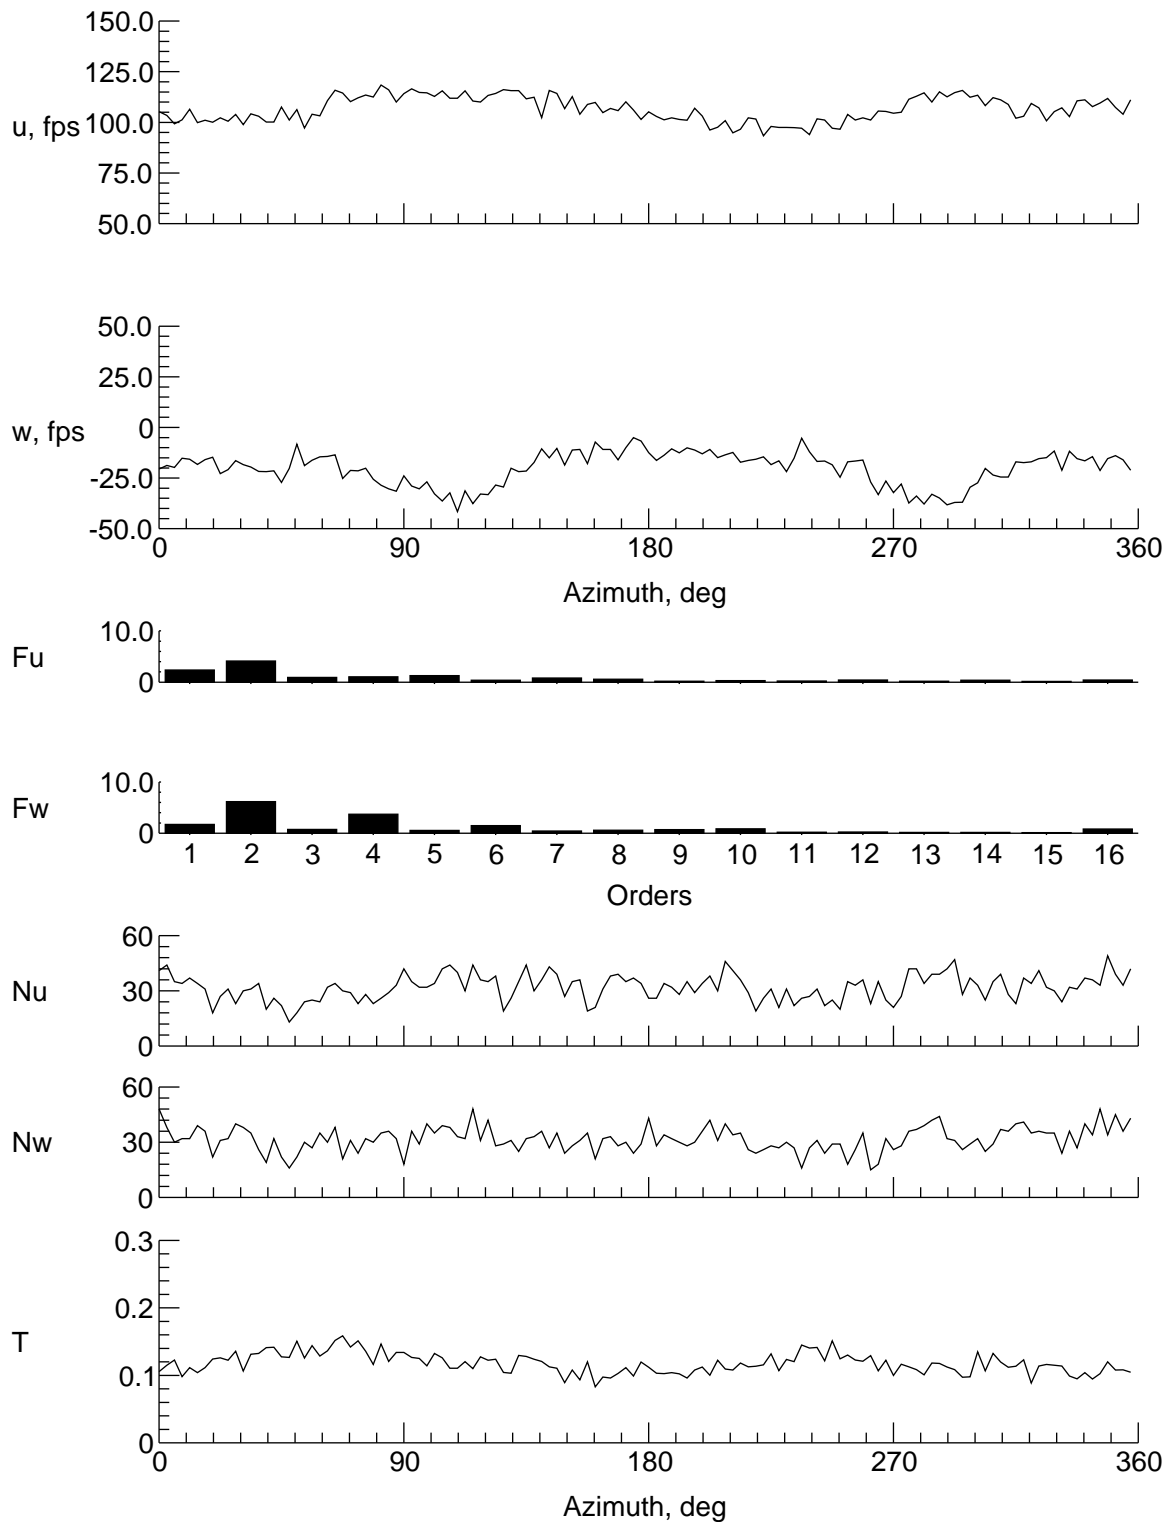 150.0
125.0
u, fps 100.0
75.0
50.0
50.0
25.0
w, fps 0
-25.0
-50.0
0 90 180 270 360
Azimuth, deg
10.0
Fu
0
10.0
Fw
0
1 2 3 4 5 6 7 8 9 10 11 12 13 14 15 16
Orders
60
Nu 30
0
60
Nw 30
0
0.3
0.2
T
0.1
0
0 90 180 270 360
Azimuth, deg